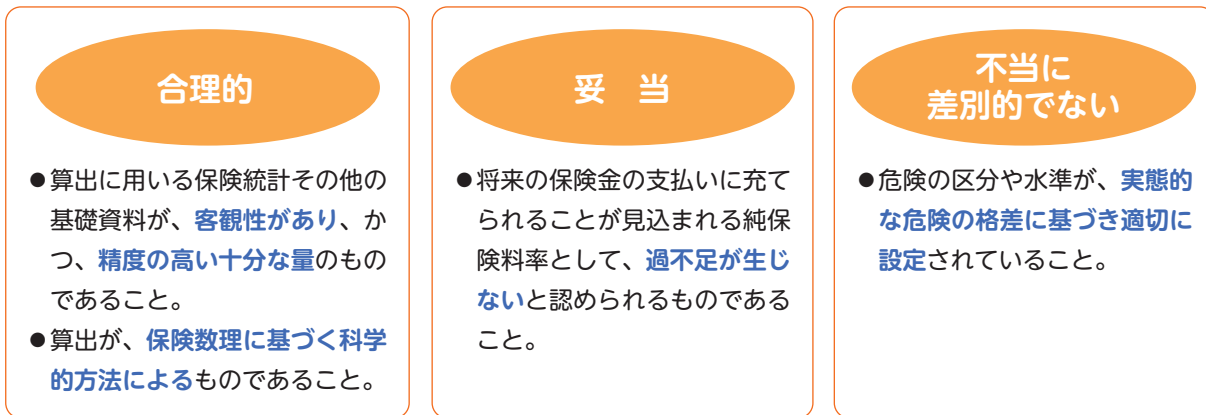 合理的
●算出に用いる保険統計その他の
基礎資料が、客観性があり、か
つ、精度の高い十分な量のもの
であること。
●算出が、保険数理に基づく科学
的方法によるものであること。
妥　当
●将来の保険金の支払いに充て
られることが見込まれる純保
険料率として、過不足が生じ
ないと認められるものである
こと。
不当に
差別的でない
●危険の区分や水準が、実態的
な危険の格差に基づき適切に
設定されていること。